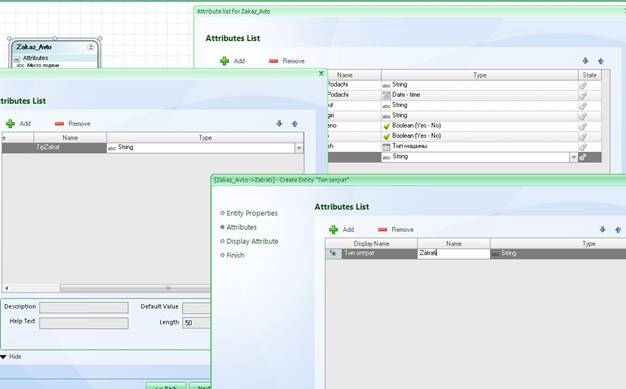 Attribute list for Zakaz_Avto
Attributes List
Add Remove
Name Type State
Podachi abc String
Podachi Date - time
abc String
abc String
eno Boolean (Yes - No)
Boolean (Yes - No)
sh Тип машины
abc String
Zakaz_Avto
Attributes
abc Место подачи
ttributes List
Add Remove
Name Type
TipZatrat abc String
Description Default Value
Help Text Length 50
Hide
<< Back Next
[Zakaz_Avto->Zatrati] - Create Entity "Тип затрат"
Entity Properties
Attributes
Display Attribute
Finish
Attributes List
Add Remove
Display Name Name Type
Тип затрат Zatrati abc String